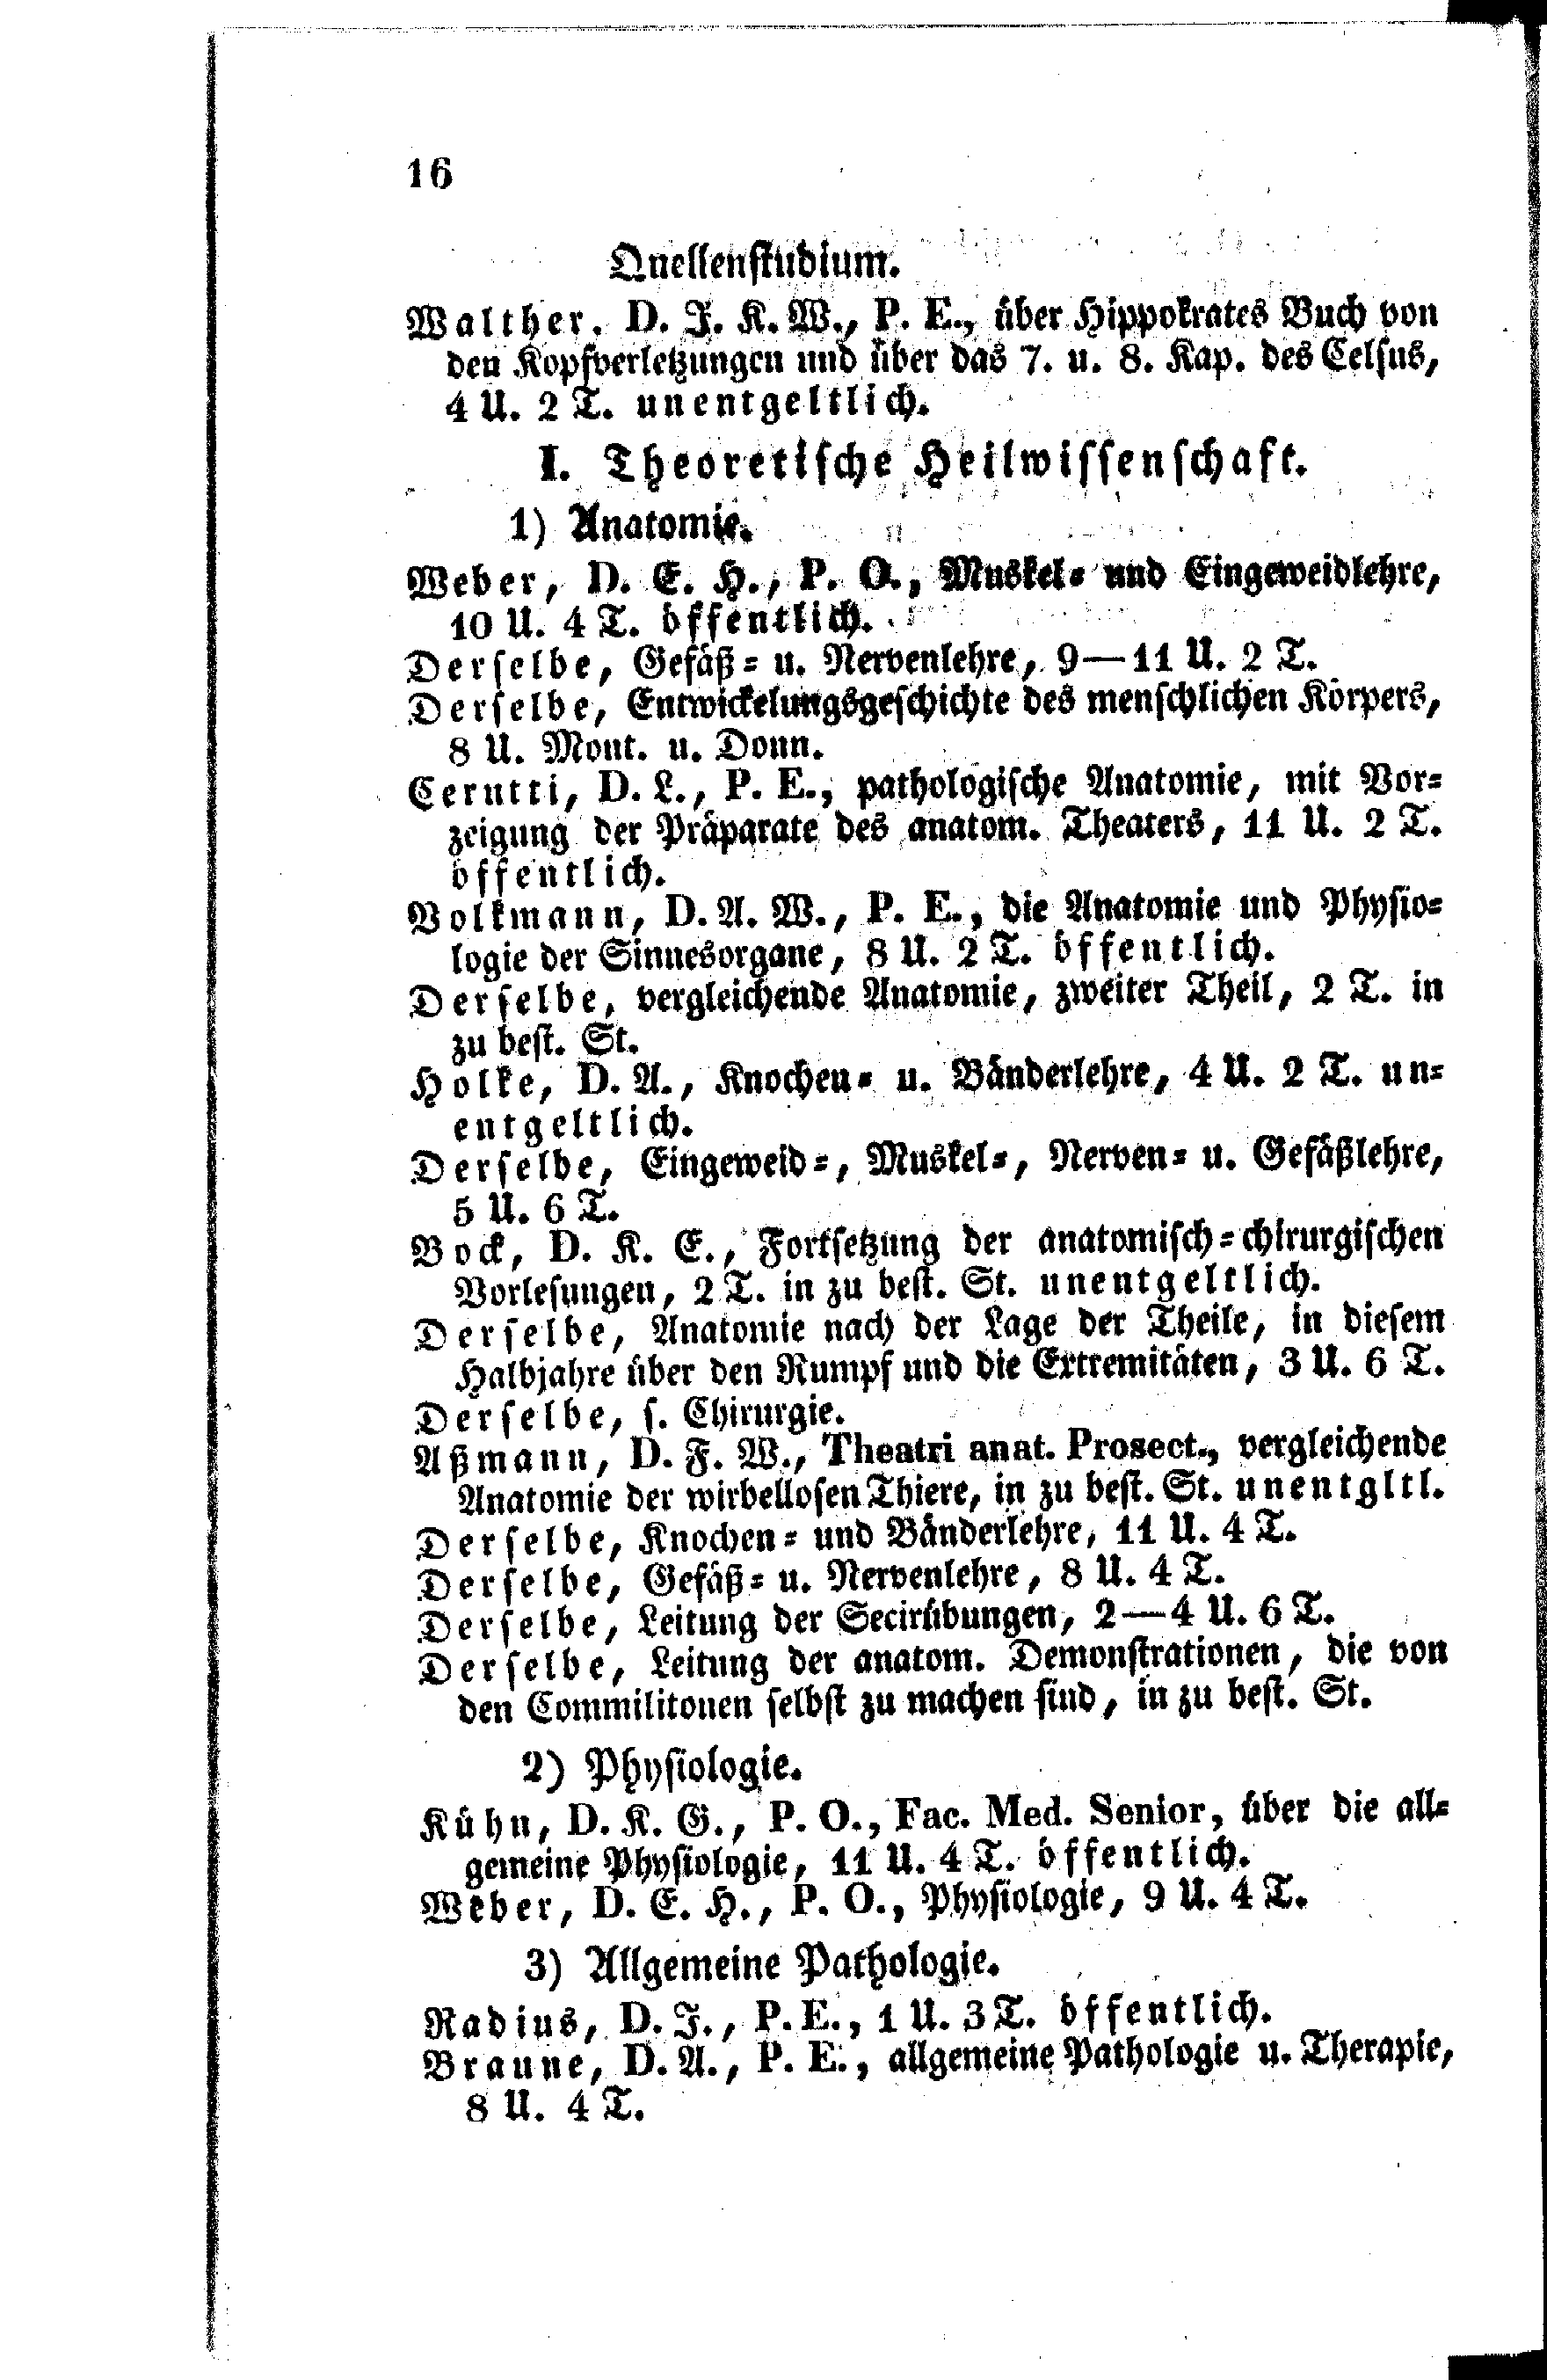 16
Quellenstudium.
Walther, D. J. K. W., P. E., über Hippokrates Buch von
den Kopfverletzungen und über das 7. u. 8. Kap. des Celsus,
4 U. 2 T. unentgeltlich.
I. Theoretische Heilwissenschaft.
1) Anatomie.
Weber, D. E. H., P. O., Muskel- und Eingeweidlehre,
10 U. 4 T. öffentlich.
Derselbe, Gefäß- u. Nervenlehre, 9—11 U. 2 T.
Derselbe, Entwickelungsgeschichte des menschlichen Körpers,
8 U. Mont. u. Donn.
Cerutti, D. L., P. E., pathologische Anatomie, mit Vor-
zeigung der Präparate des anatom. Theaters, 11 U. 2 T.
öffentlich.
Volkmann, D. A. W., P. E., die Anatomie und Physio-
logie der Sinnesorgane, 8 U. 2 T. öffentlich.
Derselbe, vergleichende Anatomie, zweiter Theil, 2 T. in
zu best. St.
Holke, D. A., Knochen- u. Bänderlehre, 4 U. 2 T. un-
entgeltlich.
Derselbe, Eingeweid-, Muskel-, Nerven- u. Gefäßlehre,
5 U. 6 T.
Bock, D. K. E., Fortsetzung der anatomisch-chirurgischen
Vorlesungen, 2 T. in zu best. St. unentgeltlich.
Derselbe, Anatomie nach der Lage der Theile, in diesem
Halbjahre über den Rumpf und die Extremitäten, 3 U. 6 T.
Derselbe, s. Chirurgie.
Aßmann, D. F. W., Theatri anat. Prosect., vergleichende
Anatomie der wirbellosen Thiere, in zu best. St. unentgltl.
Derselbe, Knochen- und Bänderlehre, 11 U. 4 T.
Derselbe, Gefäß- u. Nervenlehre, 8 U. 4 T.
Derselbe, Leitung der Secirübungen, 2—4 U. 6 T.
Derselbe, Leitung der anatom. Demonstrationen, die von
den Commilitonen selbst zu machen sind, in zu best. St.
2) Physiologie.
Kühn, D. K. G., P. O., Fac. Med. Senior, über die all-
gemeine Physiologie, 11 U. 4 T. öffentlich.
Weber, D. E. H., P. O., Physiologie, 9 U. 4 T.
3) Allgemeine Pathologie.
Radius, D. J., P. E., 1 U. 3 T. öffentlich.
Braune, D. A., P. E., allgemeine Pathologie u. Therapie,
8 U. 4 T.